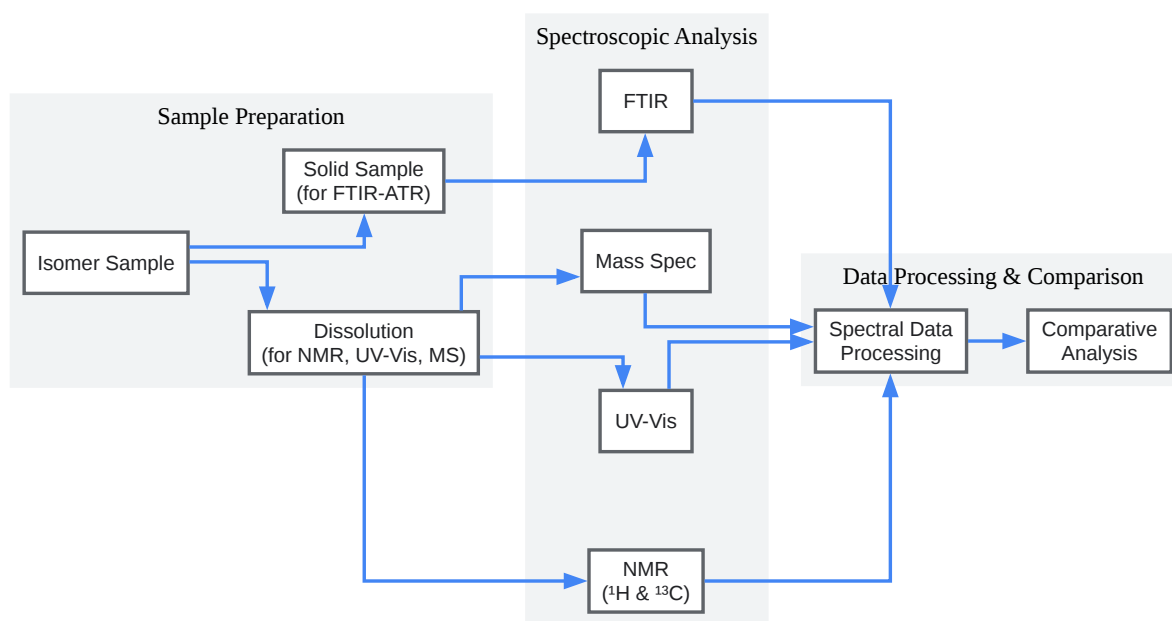 Spectroscopic Analysis
FTIR
Sample Preparation
Solid Sample
(for FTIR-ATR)
Isomer Sample
Mass Spec
Data Processing & Comparison
Dissolution
(for NMR, UV-Vis, MS)
Spectral Data
Processing
Comparative
Analysis
UV-Vis
NMR
(¹H & ¹³C)